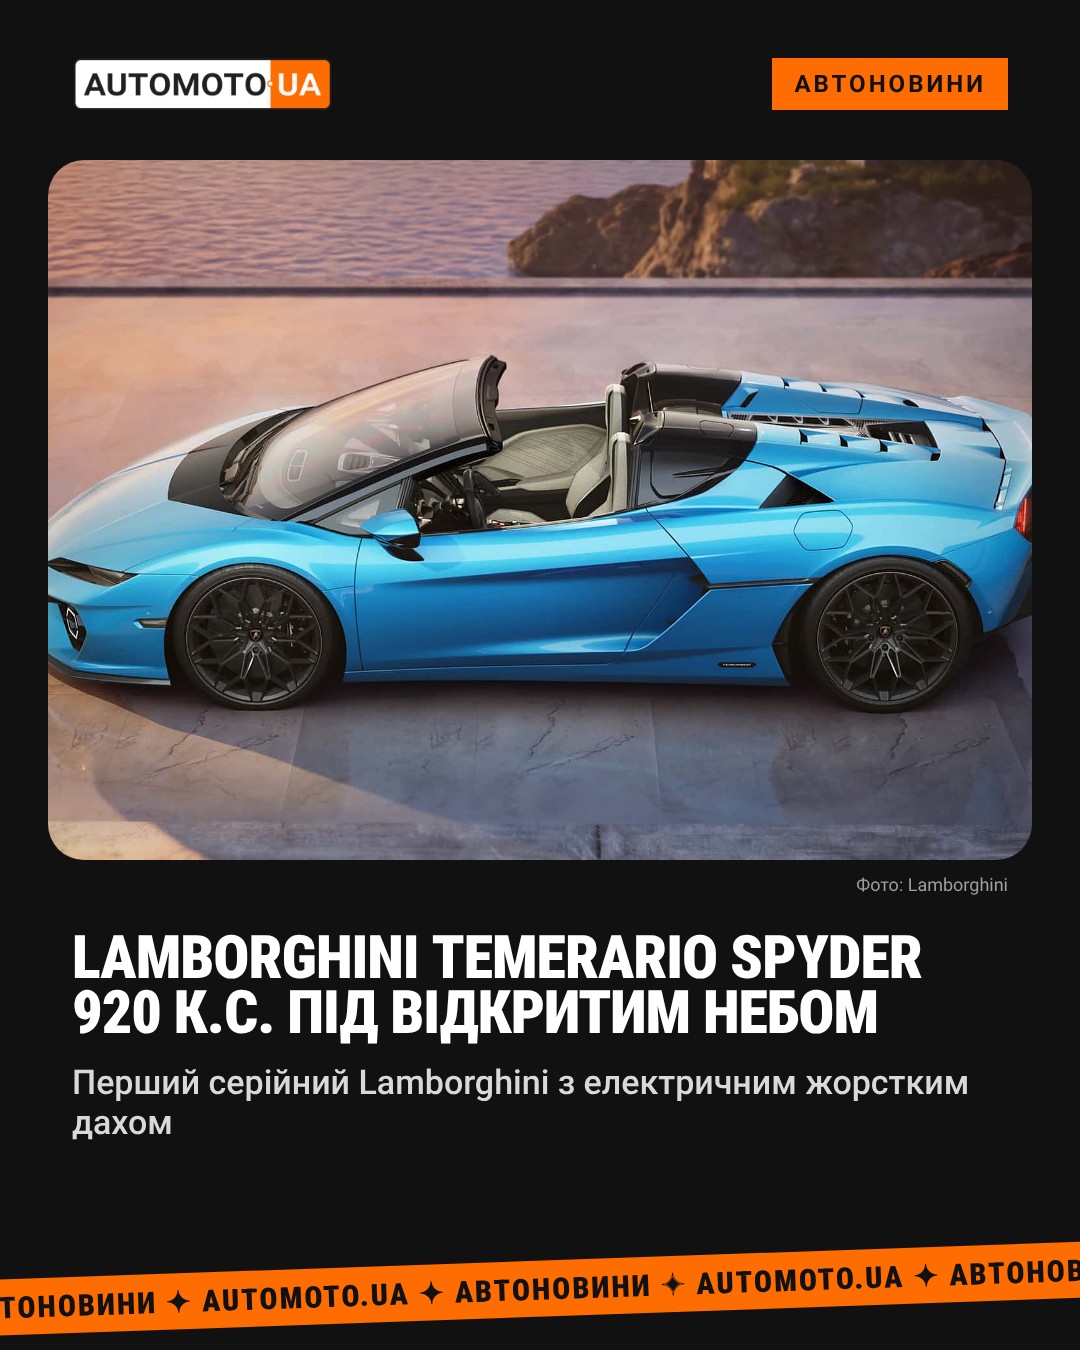 AUTOMOTO UA
АВТОНОВИНИ
Фото: Lamborghini
LAMBORGHINI TEMERARIO SPYDER
920 К.С. ПІД ВІДКРИТИМ НЕБОМ
Перший серійний Lamborghini з електричним жорстким
дахом
ТОНОВИНИ ✦ AUTOMOTO.UA ✦ АВТОНОВИНИ ✦ AUTOMOTO.UA ✦ АВТОНОВ